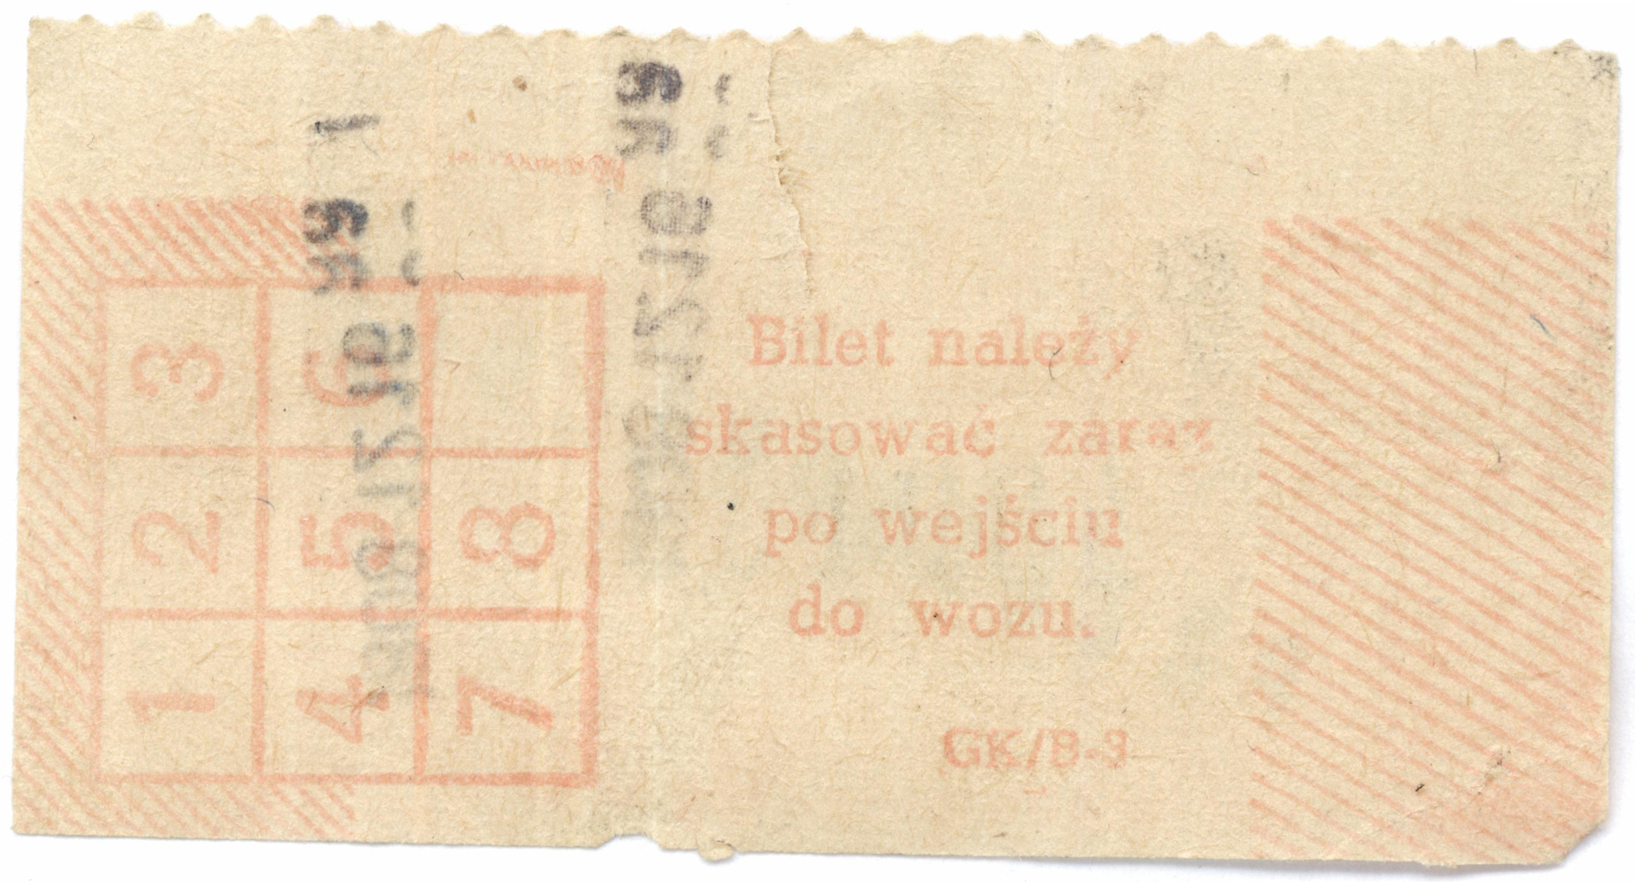 3 6
2 5 8
1 4 7
Bilet należy
skasować zaraz
po wejściu
do wozu.
GK/B-3